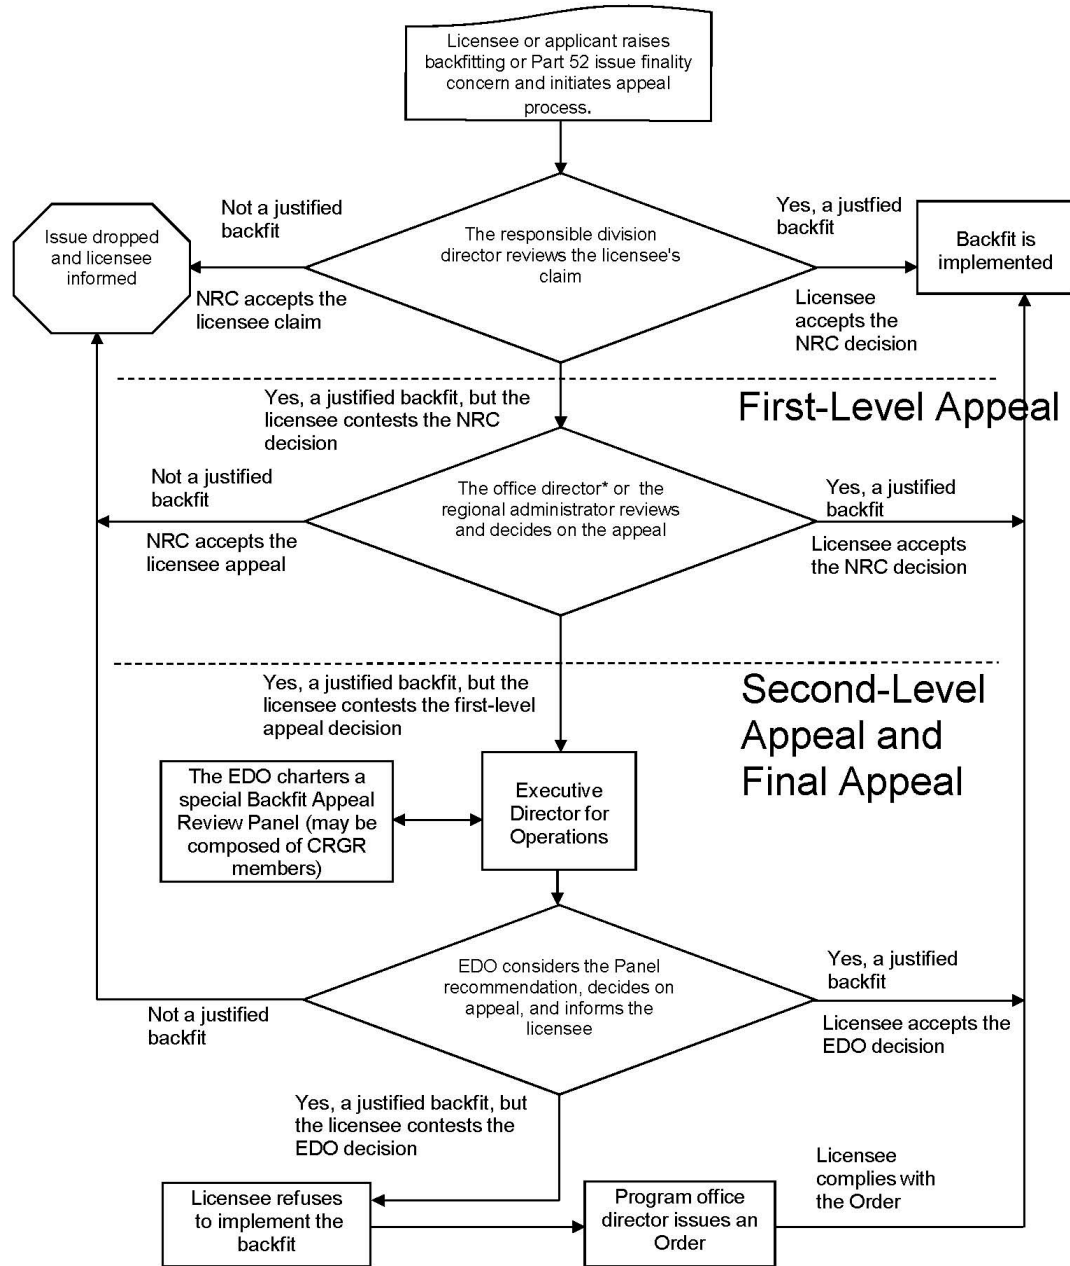 Licensee or applicant raises
backfitting or Part 52 issue finality
concern and initiates appeal
process.
Not a justified
backfit
Yes, a justfied
backfit
Issue dropped
and licensee
informed
The responsible division
director reviews the licensee's
claim
Backfit is
implemented
NRC accepts the
licensee claim
Licensee
accepts the
NRC decision
Yes, a justified backfit, but the
licensee contests the NRC
decision
First-Level Appeal
Not a justified
backfit
The office director* or the
regional administrator reviews
and decides on the appeal
Yes, a justified
backfit
NRC accepts the
licensee appeal
Licensee accepts
the NRC decision
Yes, a justified backfit, but the
licensee contests the first-level
appeal decision
Second-Level
Appeal and
Final Appeal
The EDO charters a
special Backfit Appeal
Review Panel (may be
composed of CRGR
members)
Executive
Director for
Operations
EDO considers the Panel
recommendation, decides on
appeal, and informs the
licensee
Yes, a justified
backfit
Not a justified
backfit
Licensee accepts the
EDO decision
Yes, a justified backfit, but
the licensee contests the
EDO decision
Licensee refuses
to implement the
backfit
Program office
director issues an
Order
Licensee
complies with
the Order